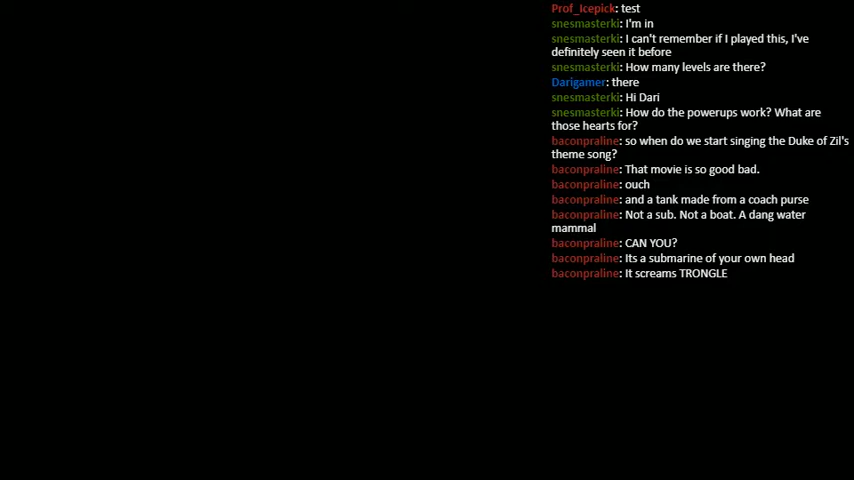 Prof_Icepick: test
snesmasterki: I'm in
snesmasterki: I can't remember if I played this, I've
definitely seen it before
snesmasterki: How many levels are there?
Darigamer: there
snesmasterki: Hi Dari
snesmasterki: How do the powerups work? What are
those hearts for?
baconpraline: so when do we start singing the Duke of Zil's
theme song?
baconpraline: That movie is so good bad.
baconpraline: ouch
baconpraline: and a tank made from a coach purse
baconpraline: Not a sub. Not a boat. A dang water
mammal
baconpraline: CAN YOU?
baconpraline: Its a submarine of your own head
baconpraline: It screams TRONGLE